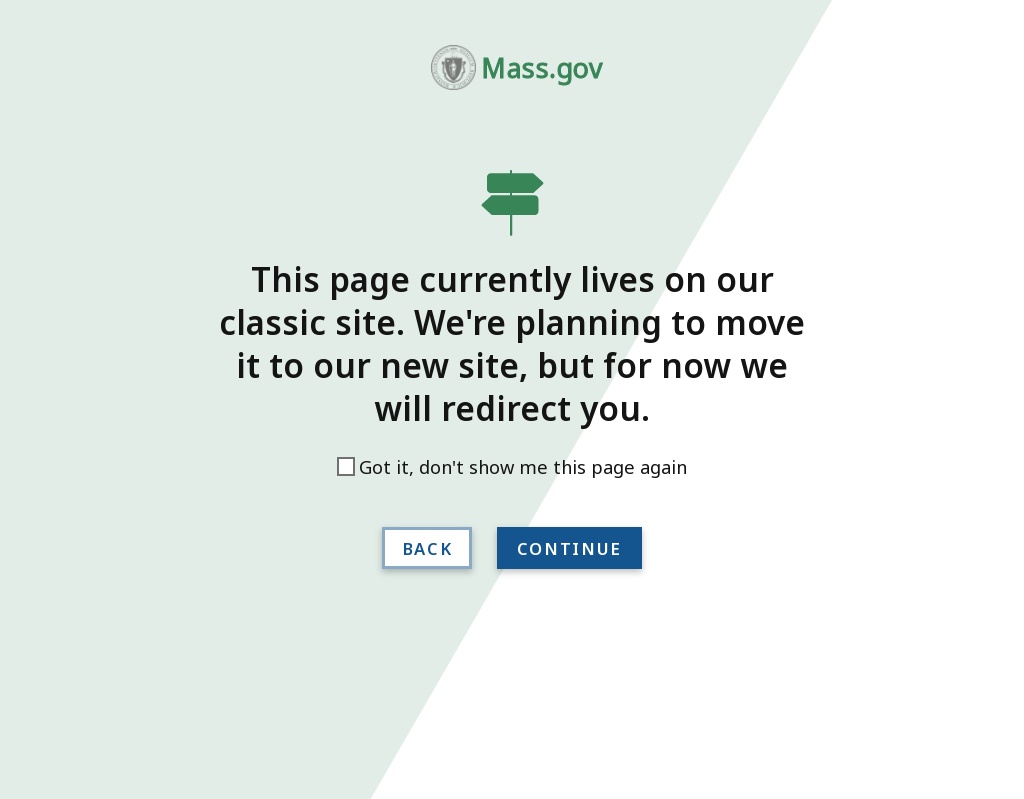 Mass.gov
This page currently lives on our
classic site. We're planning to move
it to our new site, but for now we
will redirect you.
Got it, don't show me this page again
BACK CONTINUE